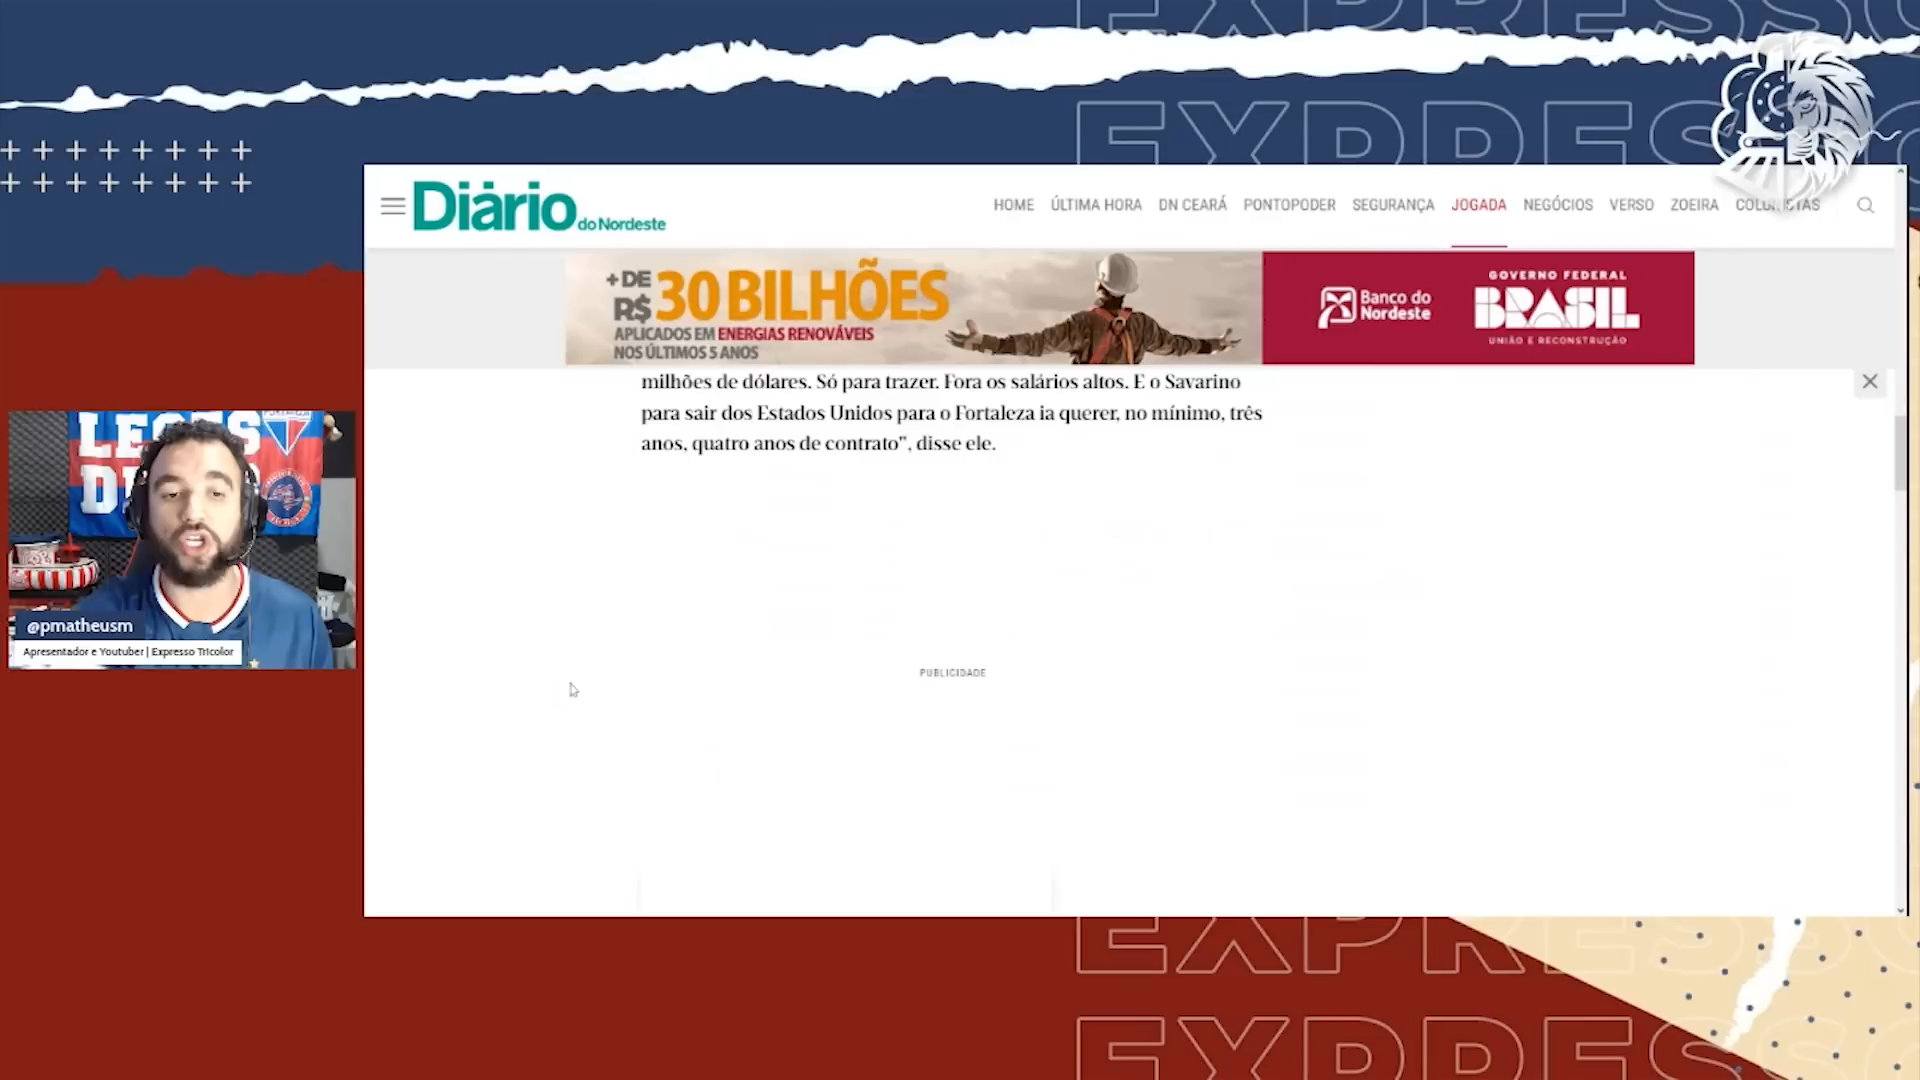 EXPRESSO
EXPRESSO
Diário
do Nordeste
HOME ÚLTIMA HORA DN CEARÁ PONTOPODER SEGURANÇA JOGADA NEGÓCIOS VERSO ZOEIRA
+ DE
R$ 30 BILHÕES
APLICADOS EM ENERGIAS RENOVÁVEIS
NOS ÚLTIMOS 5 ANOS
Banco do
Nordeste
GOVERNO FEDERAL
BRASIL
UNIÃO E RECONSTRUÇÃO
milhões de dólares. Só para trazer. Fora os salários altos. E o Savarino
para sair dos Estados Unidos para o Fortaleza ia querer, no mínimo, três
anos, quatro anos de contrato", disse ele.
PUBLICIDADE
@pmatheusm
Apresentador e Youtuber | Expresso Tricolor
EXPRESSO
EXPRESSO